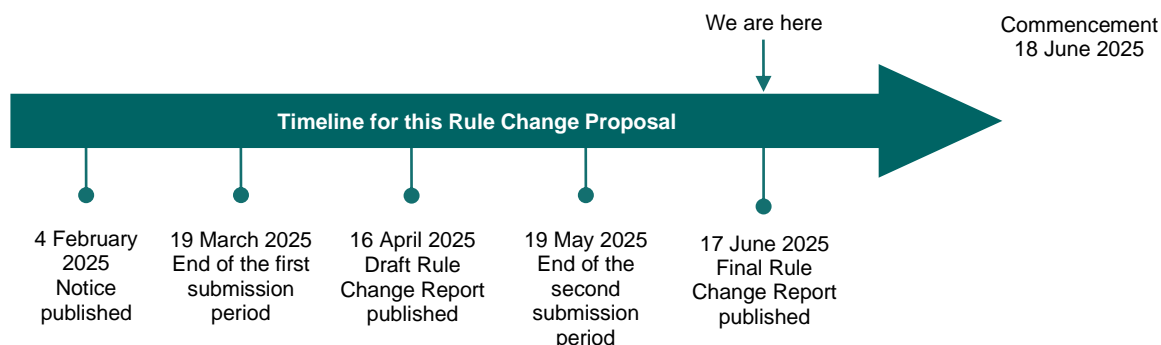 We are here
Commencement
18 June 2025
Timeline for this Rule Change Proposal
4 February
2025
Notice
published
19 March 2025
End of the first
submission
period
16 April 2025
Draft Rule
Change Report
published
19 May 2025
End of the
second
submission
period
17 June 2025
Final Rule
Change Report
published